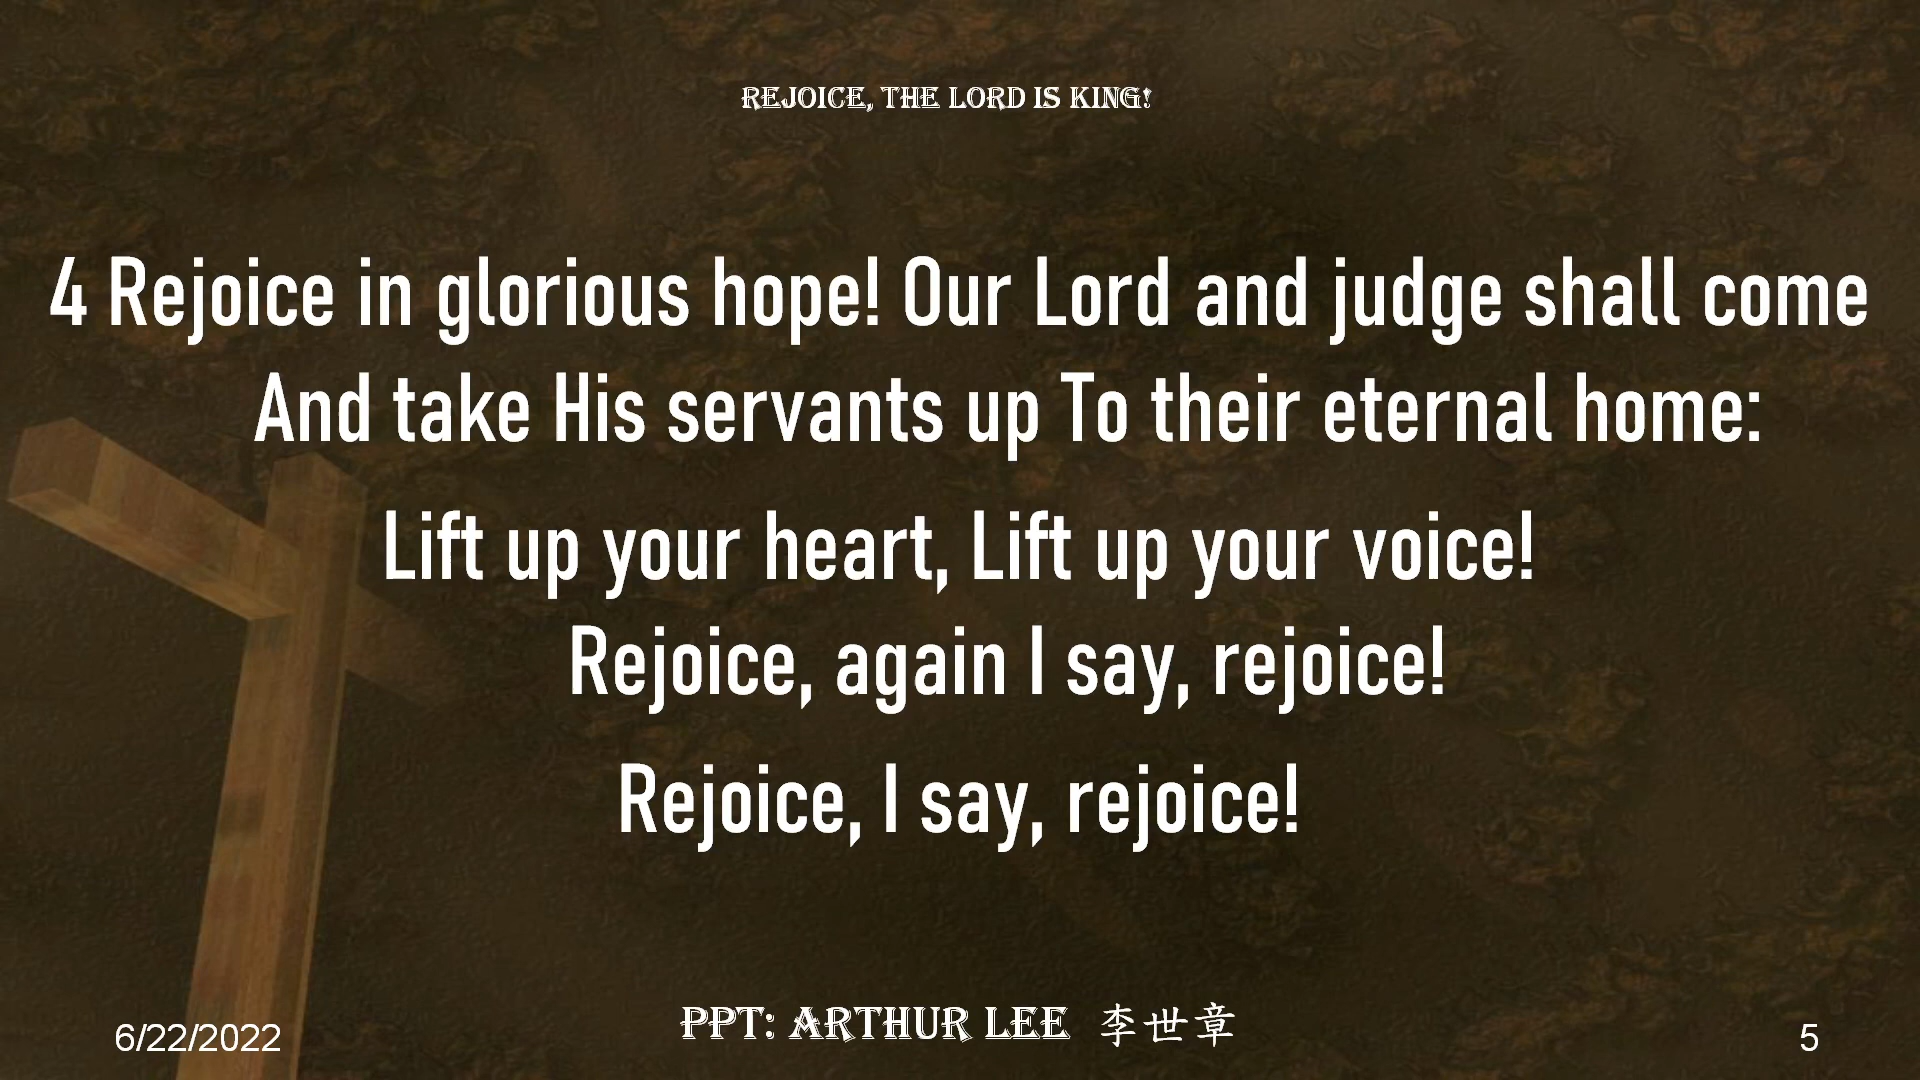 REJOICE, THE LORD IS KING!
4 Rejoice in glorious hope! Our Lord and judge shall come
And take His servants up To their eternal home:
Lift up your heart, Lift up your voice!
Rejoice, again I say, rejoice!
Rejoice, I say, rejoice!
6/22/2022
PPT: ARTHUR LEE 李世章
5